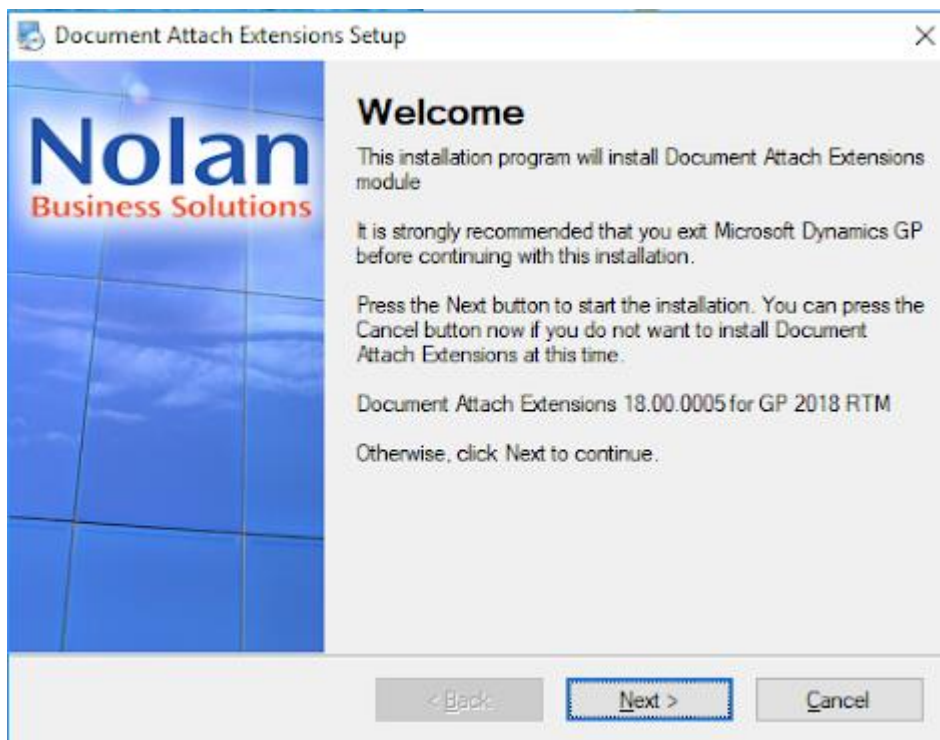 Document Attach Extensions Setup
Nolan
Business Solutions
Welcome
This installation program will install Document Attach Extensions
module
It is strongly recommended that you exit Microsoft Dynamics GP
before continuing with this installation.
Press the Next button to start the installation. You can press the
Cancel button now if you do not want to install Document
Attach Extensions at this time.
Document Attach Extensions 18.00.0005 for GP 2018 RTM
Otherwise, click Next to continue.
< Back
Next >
Cancel